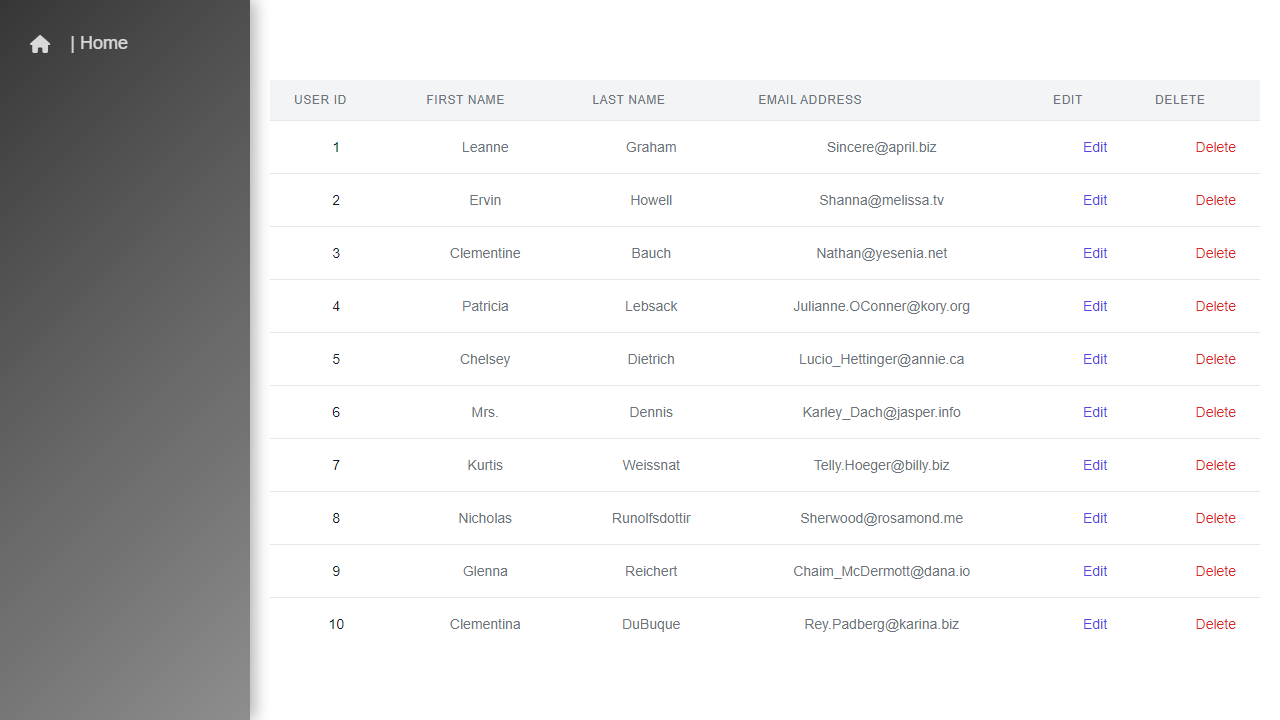 | Home
USER ID FIRST NAME LAST NAME EMAIL ADDRESS EDIT DELETE
1 Leanne Graham Sincere@april.biz Edit Delete
2 Ervin Howell Shanna@melissa.tv Edit Delete
3 Clementine Bauch Nathan@yesenia.net Edit Delete
4 Patricia Lebsack Julianne.OConner@kory.org Edit Delete
5 Chelsey Dietrich Lucio_Hettinger@annie.ca Edit Delete
6 Mrs. Dennis Karley_Dach@jasper.info Edit Delete
7 Kurtis Weissnat Telly.Hoeger@billy.biz Edit Delete
8 Nicholas Runolfsdottir Sherwood@rosamond.me Edit Delete
9 Glenna Reichert Chaim_McDermott@dana.io Edit Delete
10 Clementina DuBuque Rey.Padberg@karina.biz Edit Delete